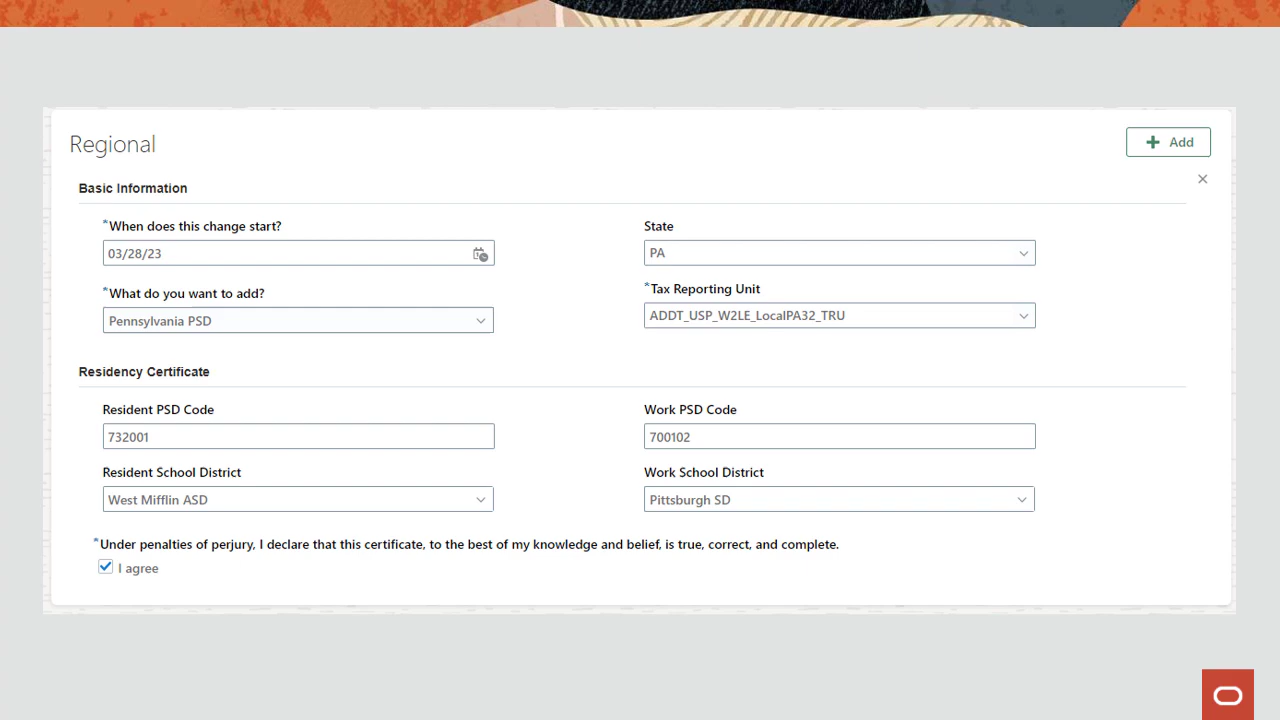 Regional
Add
Basic Information
*When does this change start?
03/28/23
State
PA
*What do you want to add?
Pennsylvania PSD
*Tax Reporting Unit
ADDT_USP_W2LE_LocalPA32_TRU
Residency Certificate
Resident PSD Code
732001
Work PSD Code
700102
Resident School District
West Mifflin ASD
Work School District
Pittsburgh SD
*Under penalties of perjury, I declare that this certificate, to the best of my knowledge and belief, is true, correct, and complete.
I agree